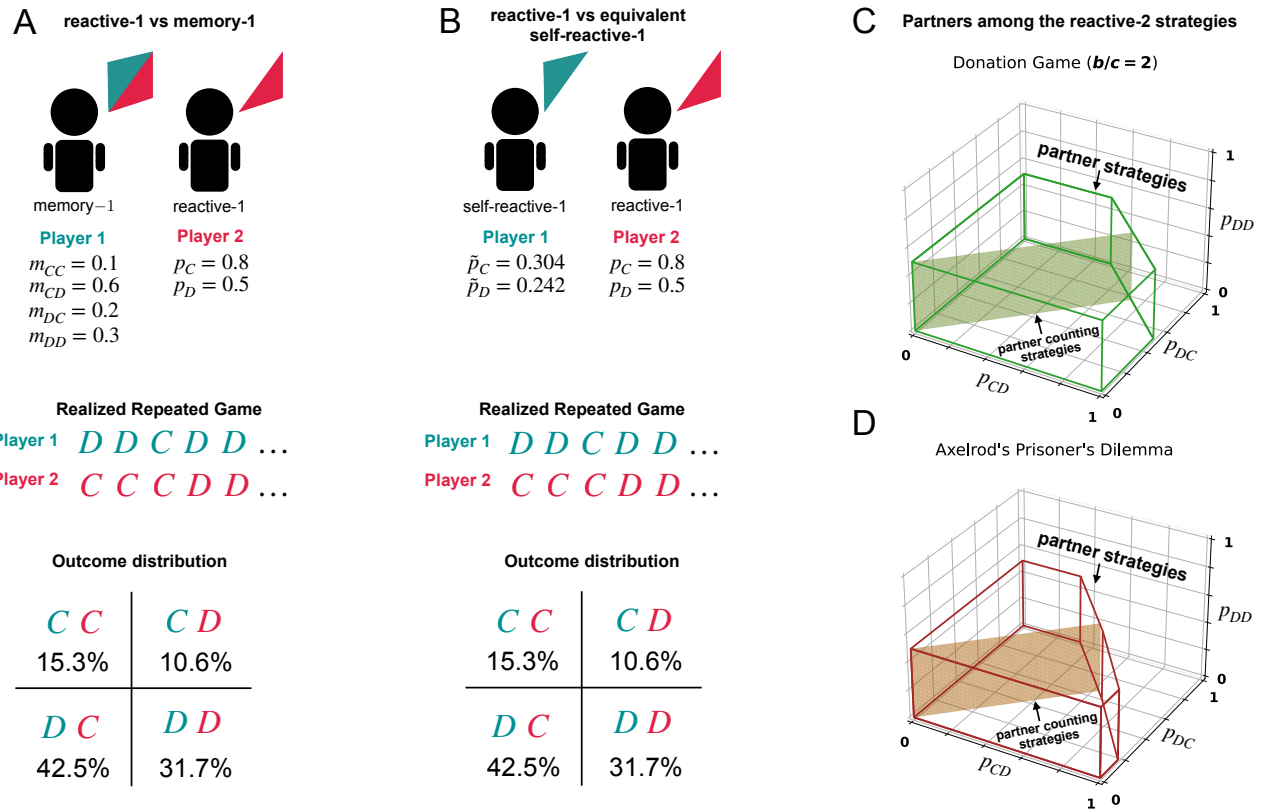 A
reactive-1 vs memory-1
memory−1
reactive-1
Player 1
Player 2
m_CC = 0.1
p_C = 0.8
m_CD = 0.6
p_D = 0.5
m_DC = 0.2
m_DD = 0.3
Realized Repeated Game
Player 1 D D C D D ...
Player 2 C C C D D ...
Outcome distribution
C C
C D
15.3%
10.6%
D C
D D
42.5%
31.7%
B
reactive-1 vs equivalent
self-reactive-1
self-reactive-1
reactive-1
Player 1
Player 2
p̃_C = 0.304
p_C = 0.8
p̃_D = 0.242
p_D = 0.5
Realized Repeated Game
Player 1 D D C D D ...
Player 2 C C C D D ...
Outcome distribution
C C
C D
15.3%
10.6%
D C
D D
42.5%
31.7%
C
Partners among the reactive-2 strategies
Donation Game (b/c = 2)
partner strategies
1
p_DD
0
1
partner counting
strategies
p_DC
0
p_CD
1
0
D
Axelrod's Prisoner's Dilemma
partner strategies
1
p_DD
0
1
partner counting
strategies
p_DC
0
p_CD
1
0